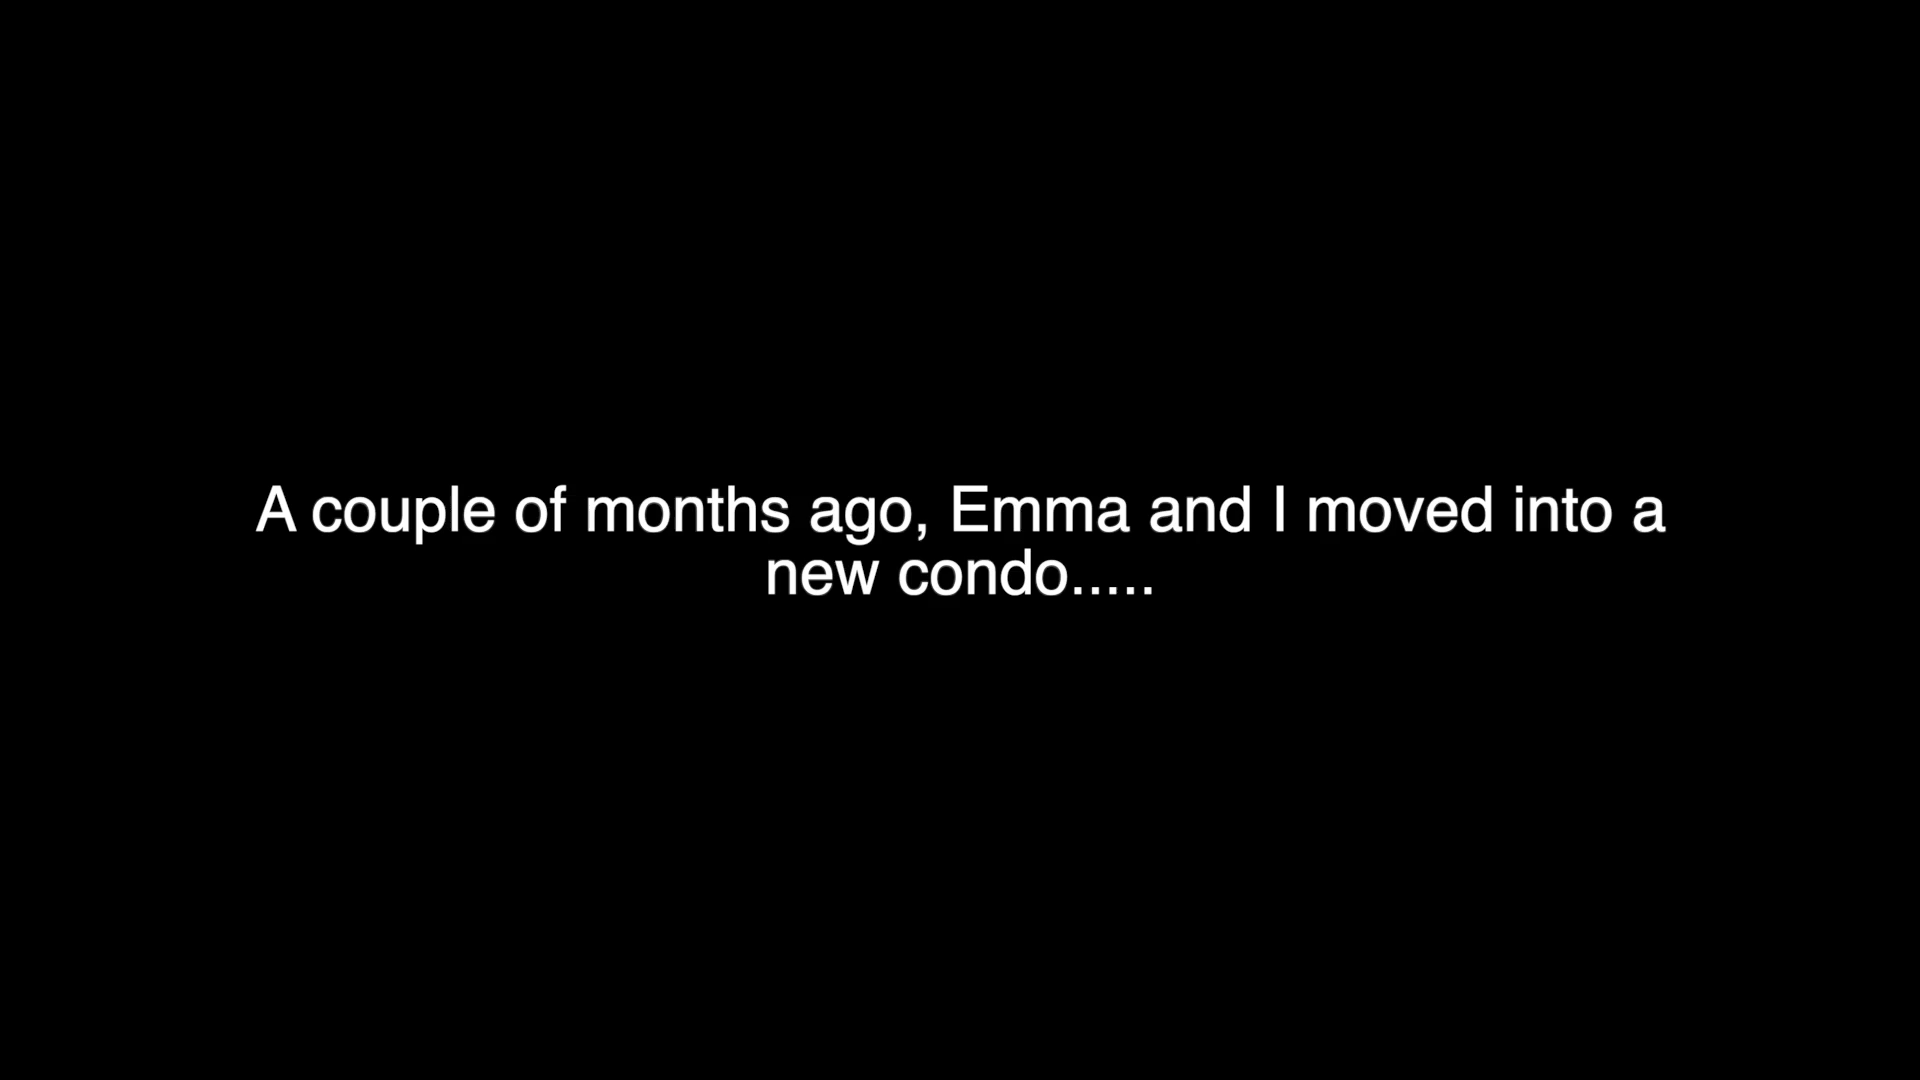 A couple of months ago, Emma and I moved into a
new condo.....